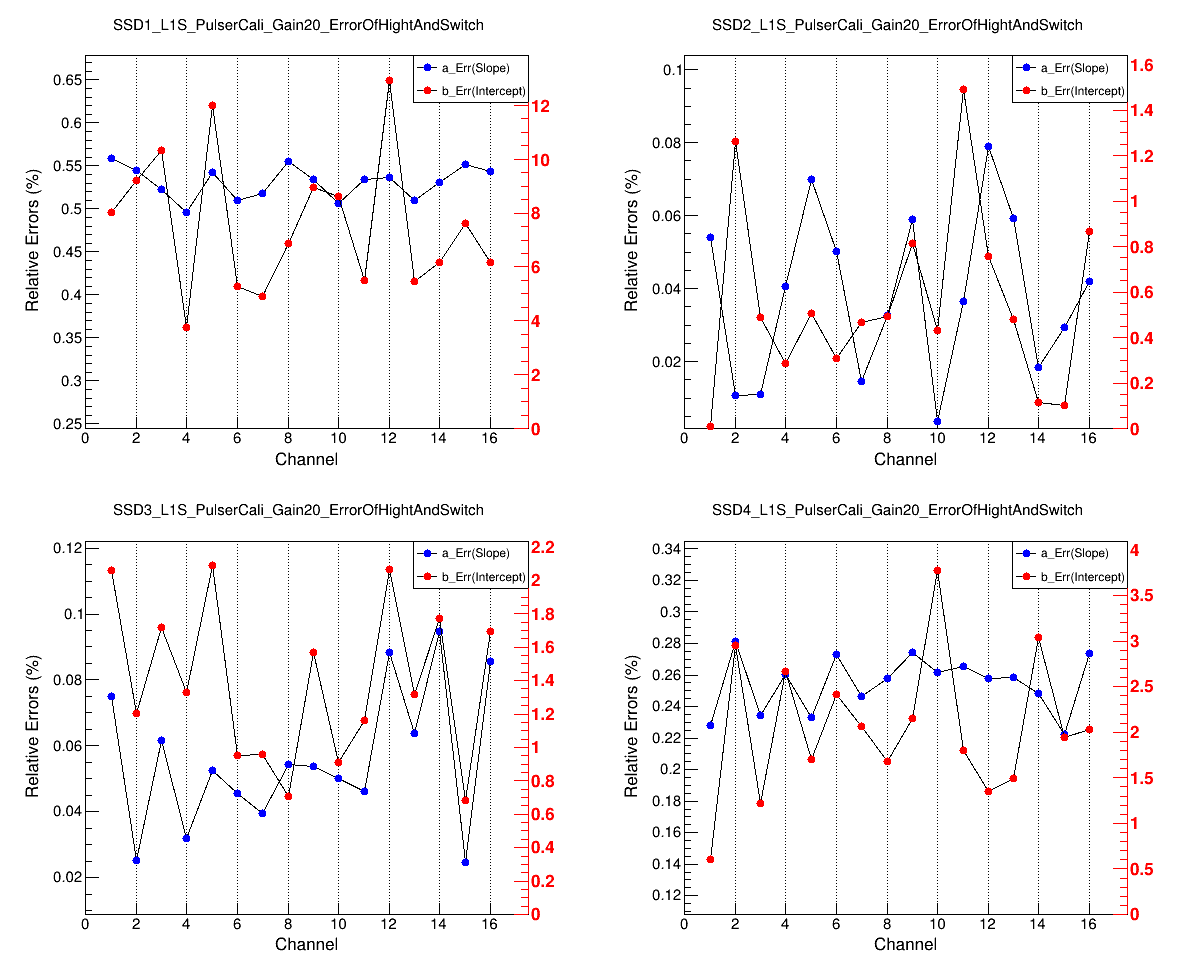 SSD1_L1S_PulserCali_Gain20_ErrorOfHightAndSwitch
a_Err(Slope)
b_Err(Intercept)
Relative Errors (%)
0.65
0.6
0.55
0.5
0.45
0.4
0.35
0.3
0.25
12
10
8
6
4
2
0
0 2 4 6 8 10 12 14 16
Channel
SSD2_L1S_PulserCali_Gain20_ErrorOfHightAndSwitch
a_Err(Slope)
b_Err(Intercept)
Relative Errors (%)
0.1
0.08
0.06
0.04
0.02
1.6
1.4
1.2
1
0.8
0.6
0.4
0.2
0
0 2 4 6 8 10 12 14 16
Channel
SSD3_L1S_PulserCali_Gain20_ErrorOfHightAndSwitch
a_Err(Slope)
b_Err(Intercept)
Relative Errors (%)
0.12
0.1
0.08
0.06
0.04
0.02
2.2
2
1.8
1.6
1.4
1.2
1
0.8
0.6
0.4
0.2
0
0 2 4 6 8 10 12 14 16
Channel
SSD4_L1S_PulserCali_Gain20_ErrorOfHightAndSwitch
a_Err(Slope)
b_Err(Intercept)
Relative Errors (%)
0.34
0.32
0.3
0.28
0.26
0.24
0.22
0.2
0.18
0.16
0.14
0.12
4
3.5
3
2.5
2
1.5
1
0.5
0
0 2 4 6 8 10 12 14 16
Channel